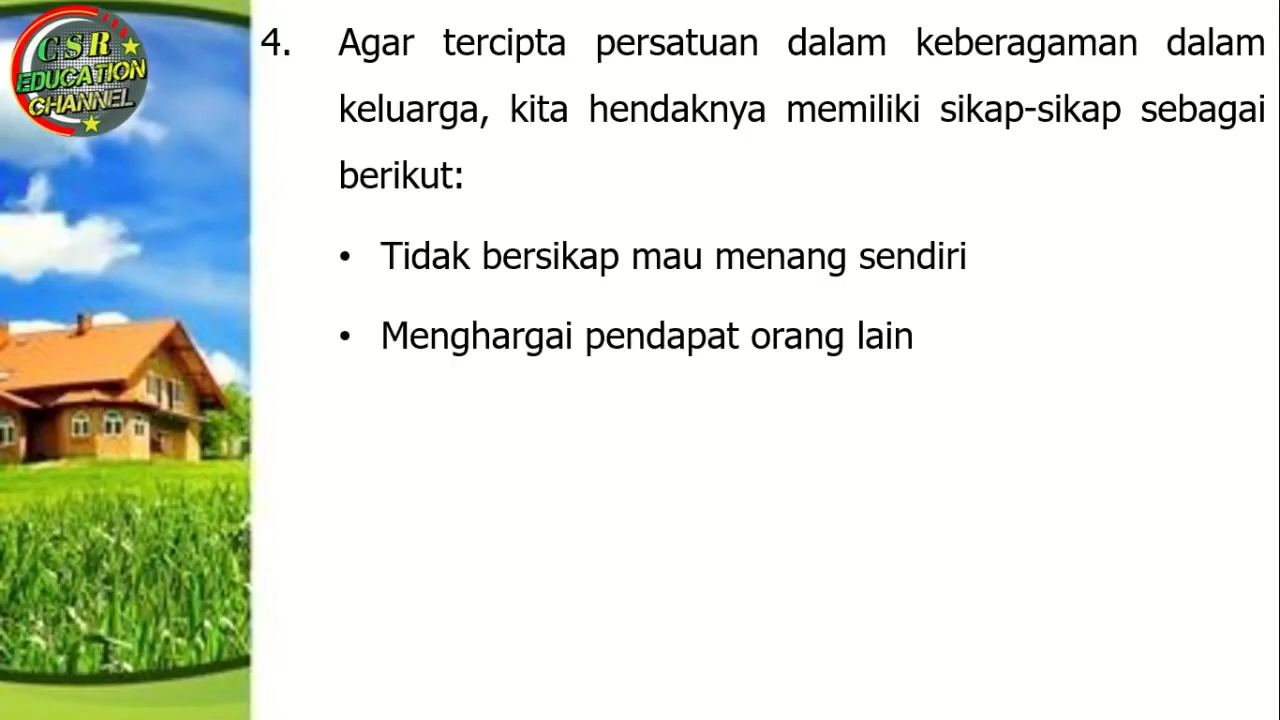 CSR
EDUCATION
CHANNEL
4. Agar tercipta persatuan dalam keberagaman dalam
keluarga, kita hendaknya memiliki sikap-sikap sebagai
berikut:
• Tidak bersikap mau menang sendiri
• Menghargai pendapat orang lain